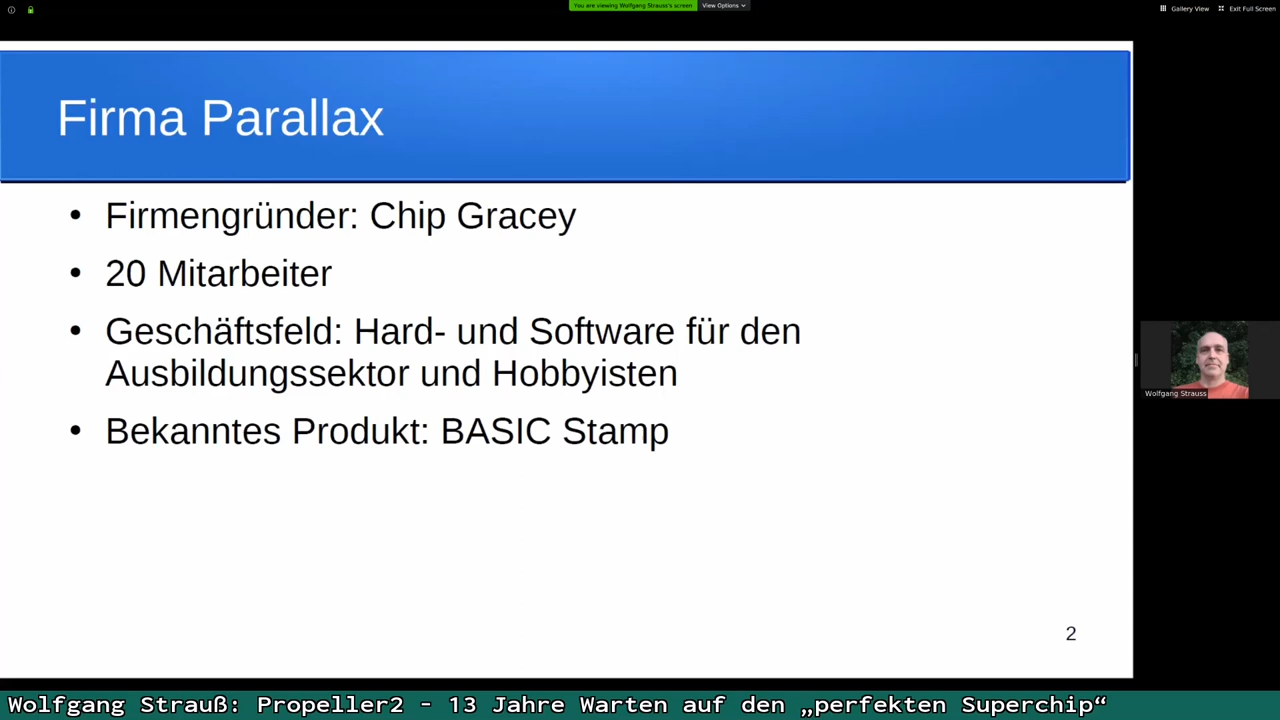 You are viewing Wolfgang Strauss's screen
View Options
Gallery View
Exit Full Screen
Firma Parallax
• Firmengründer: Chip Gracey
• 20 Mitarbeiter
• Geschäftsfeld: Hard- und Software für den
Ausbildungssektor und Hobbyisten
• Bekanntes Produkt: BASIC Stamp
Wolfgang Strauss
2
Wolfgang Strauß: Propeller2 - 13 Jahre Warten auf den „perfekten Superchip“